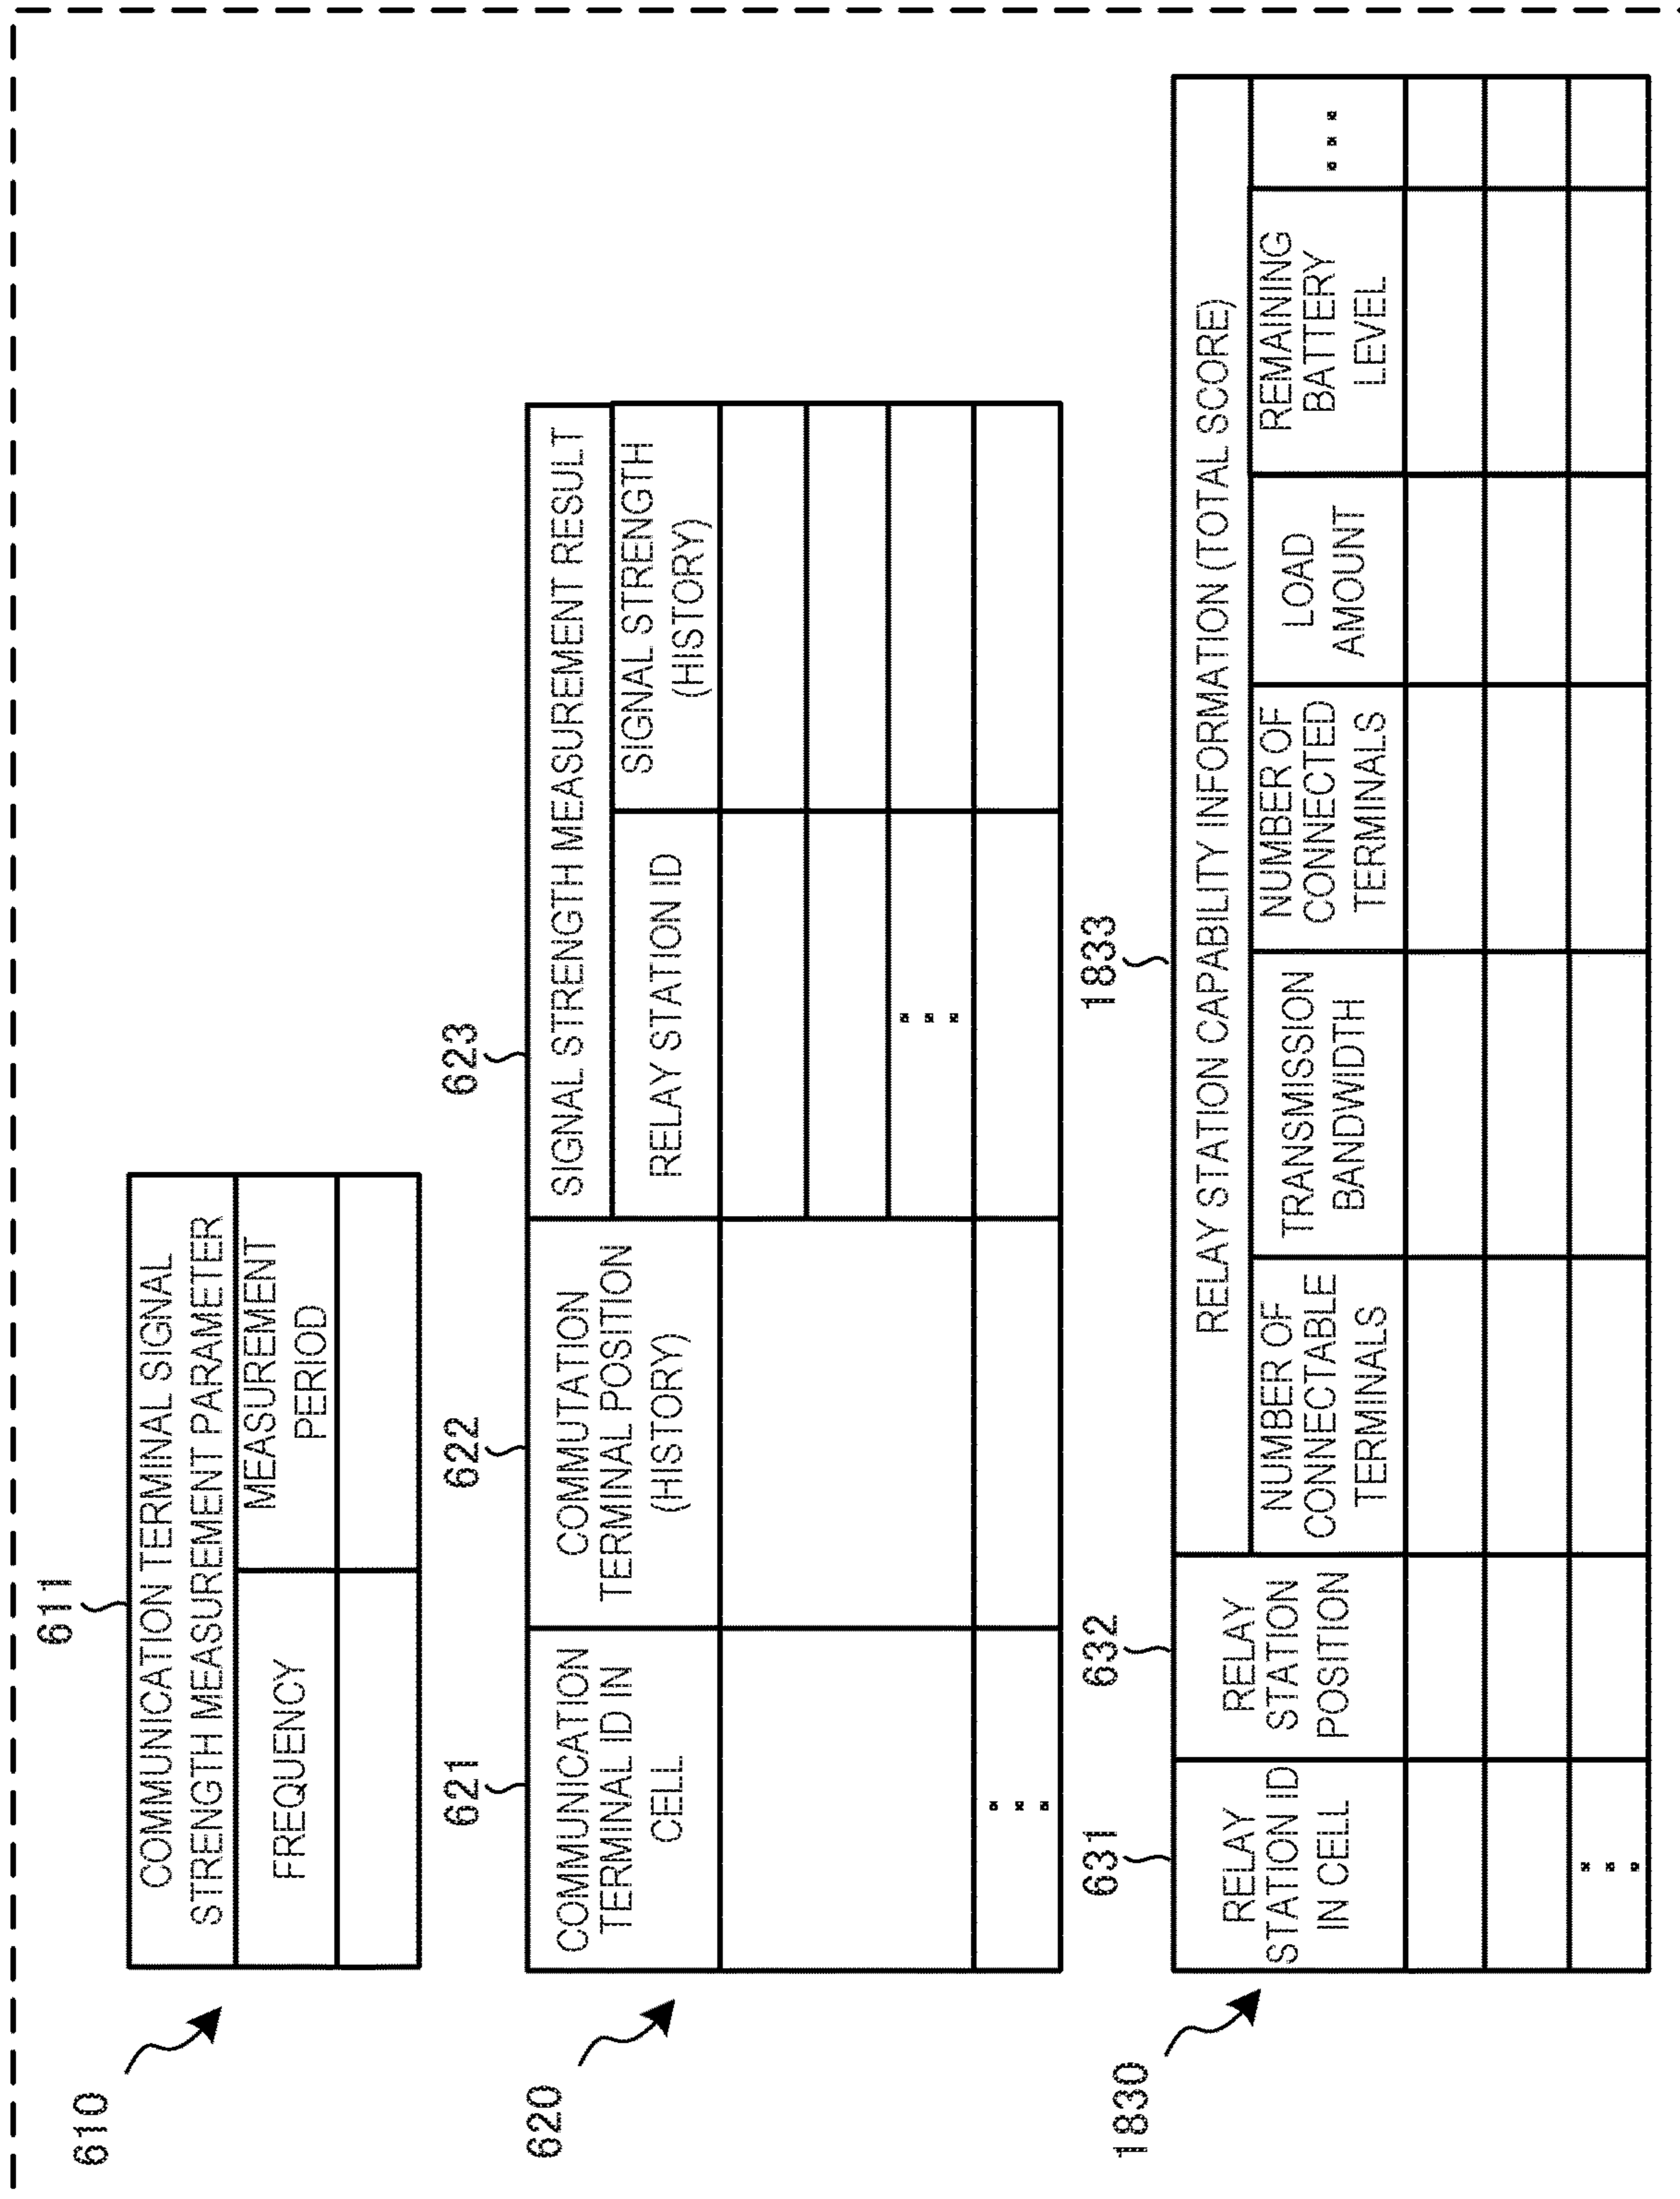 610
611
COMMUNICATION TERMINAL SIGNAL
STRENGTH MEASUREMENT PARAMETER
FREQUENCY
MEASUREMENT
PERIOD
620
621
622
623
COMMUNICATION
TERMINAL ID IN
CELL
COMMUTATION
TERMINAL POSITION
(HISTORY)
SIGNAL STRENGTH MEASUREMENT RESULT
RELAY STATION ID
SIGNAL STRENGTH
(HISTORY)
...
...
1830
631
632
1833
RELAY
STATION ID
IN CELL
RELAY
STATION
POSITION
RELAY STATION CAPABILITY INFORMATION (TOTAL SCORE)
NUMBER OF
CONNECTABLE
TERMINALS
TRANSMISSION
BANDWIDTH
NUMBER OF
CONNECTED
TERMINALS
LOAD
AMOUNT
REMAINING
BATTERY
LEVEL
...
...